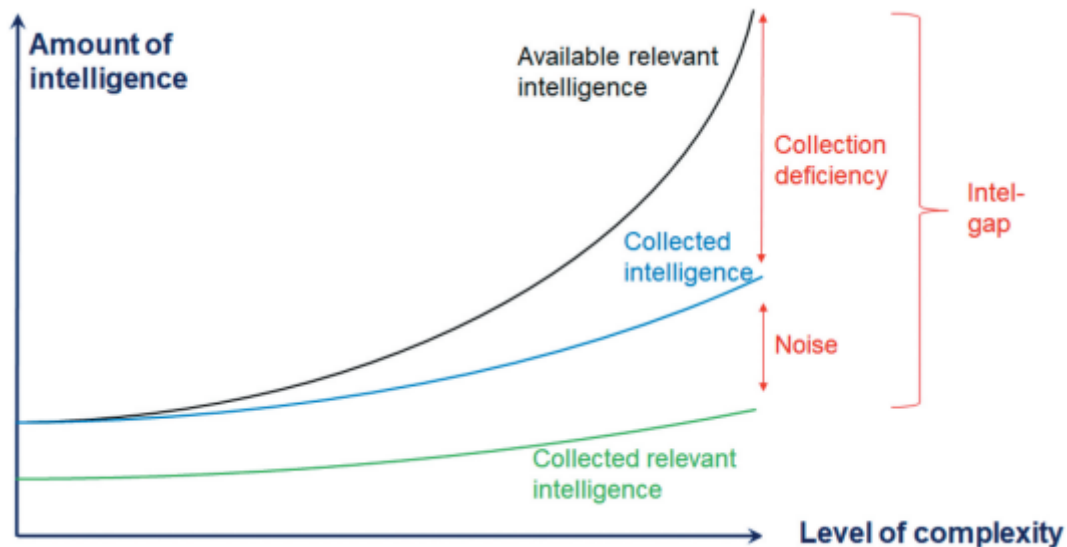 Amount of
intelligence
Available relevant
intelligence
Collection
deficiency
Intel-
gap
Collected
intelligence
Noise
Collected relevant
intelligence
Level of complexity